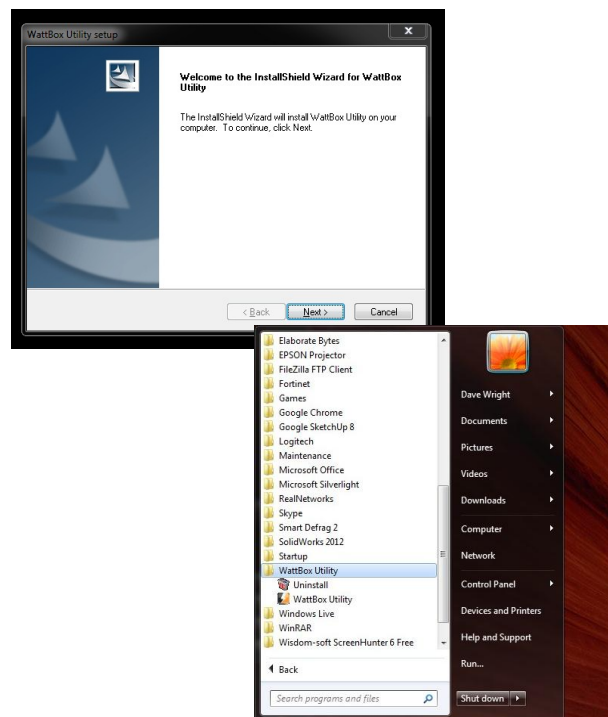 WattBox Utility setup
x
Welcome to the InstallShield Wizard for WattBox
Utility
The InstallShield Wizard will install WattBox Utility on your
computer. To continue, click Next.
< Back
Next >
Cancel
Elaborate Bytes
EPSON Projector
FileZilla FTP Client
Fortinet
Games
Google Chrome
Google SketchUp 8
Logitech
Maintenance
Microsoft Office
Microsoft Silverlight
RealNetworks
Skype
Smart Defrag 2
SolidWorks 2012
Startup
WattBox Utility
Uninstall
WattBox Utility
Windows Live
WinRAR
Wisdom-soft ScreenHunter 6 Free
Back
Search programs and files
Dave Wright
Documents
Pictures
Videos
Downloads
Computer
Network
Control Panel
Devices and Printers
Help and Support
Run...
Shut down